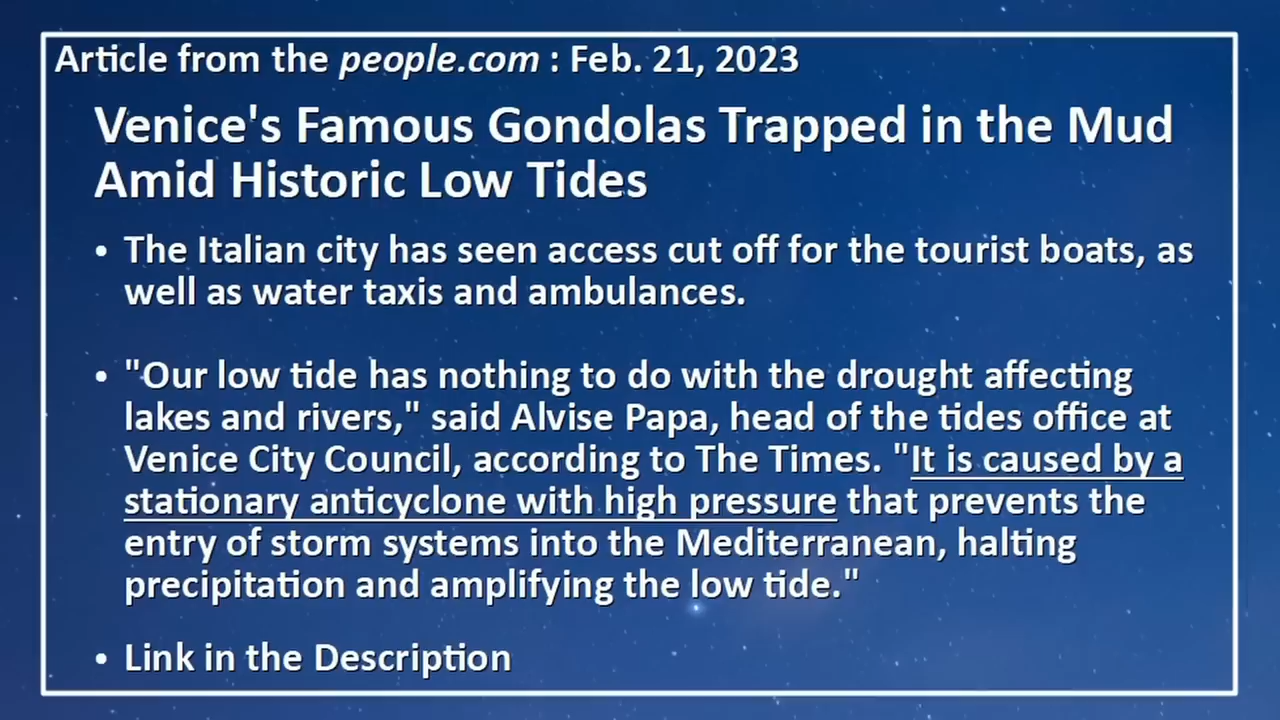 Article from the people.com : Feb. 21, 2023
Venice's Famous Gondolas Trapped in the Mud
Amid Historic Low Tides
• The Italian city has seen access cut off for the tourist boats, as
well as water taxis and ambulances.
• "Our low tide has nothing to do with the drought affecting
lakes and rivers," said Alvise Papa, head of the tides office at
Venice City Council, according to The Times. "It is caused by a
stationary anticyclone with high pressure that prevents the
entry of storm systems into the Mediterranean, halting
precipitation and amplifying the low tide."
• Link in the Description